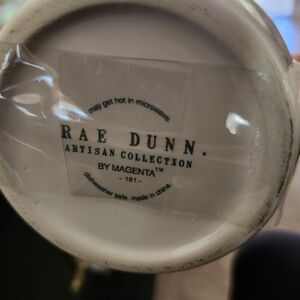 may get hot in microwave.
RAE DUNN.
ARTISAN COLLECTION
BY MAGENTA™
- 151 -
dishwasher safe. made in china.